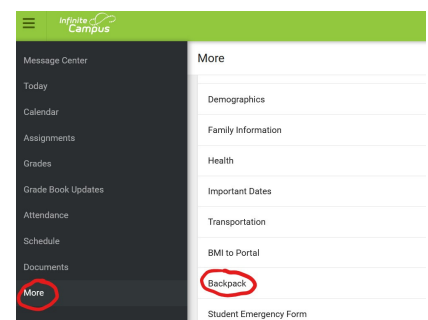 Infinite
Campus
Message Center
Today
Calendar
Assignments
Grades
Grade Book Updates
Attendance
Schedule
Documents
More
More
Demographics
Family Information
Health
Important Dates
Transportation
BMI to Portal
Backpack
Student Emergency Form